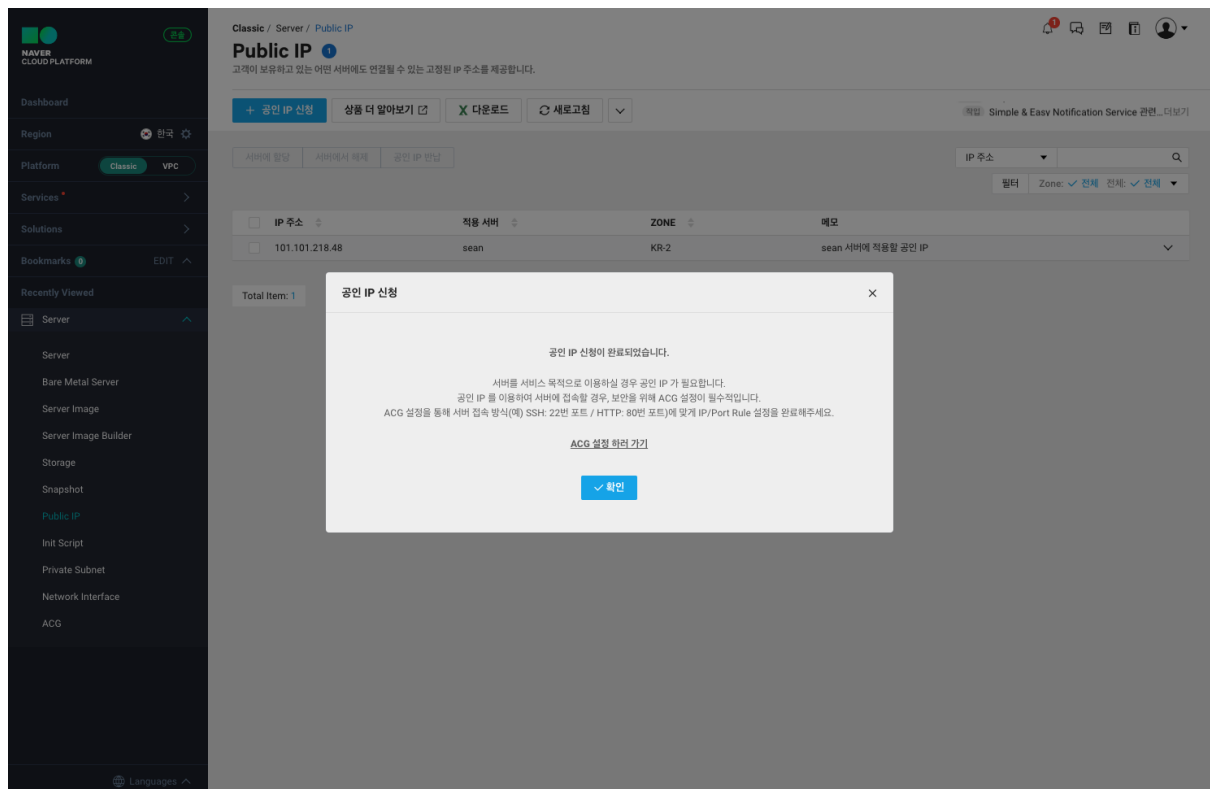 NAVER
CLOUD PLATFORM
콘솔
Dashboard
Region 한국
Platform Classic VPC
Services
Solutions
Bookmarks 0 EDIT
Recently Viewed
Server
Server
Bare Metal Server
Server Image
Server Image Builder
Storage
Snapshot
Public IP
Init Script
Private Subnet
Network Interface
ACG
Languages
Classic / Server / Public IP
1
Public IP 1
고객이 보유하고 있는 어떤 서버에도 연결될 수 있는 고정된 IP 주소를 제공합니다.
+ 공인 IP 신청 상품 더 알아보기 다운로드 새로고침
작업 Simple & Easy Notification Service 관련... 더보기
서버에 할당 서버에서 해제 공인 IP 반납
IP 주소
필터 Zone: 전체 전체: 전체
IP 주소 적용 서버 ZONE 메모
101.101.218.48 sean KR-2 sean 서버에 적용할 공인 IP
Total Item: 1
공인 IP 신청
공인 IP 신청이 완료되었습니다.
서버를 서비스 목적으로 이용하실 경우 공인 IP 가 필요합니다.
공인 IP 를 이용하여 서버에 접속할 경우, 보안을 위해 ACG 설정이 필수적입니다.
ACG 설정을 통해 서버 접속 방식(예) SSH: 22번 포트 / HTTP: 80번 포트)에 맞게 IP/Port Rule 설정을 완료해주세요.
ACG 설정 하러 가기
확인